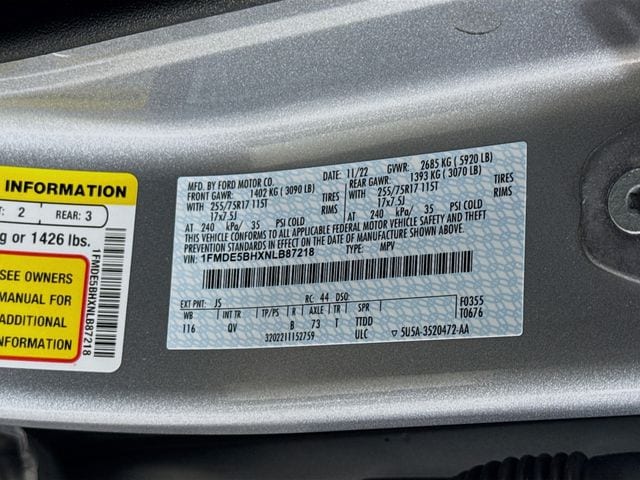 INFORMATION
: 2 REAR: 3
g or 1426 lbs.
SEE OWNERS
MANUAL FOR
ADDITIONAL
INFORMATION
1FMDE5BHXNLB87218
MFD. BY FORD MOTOR CO.
DATE: 11/22 GVWR: 2685 KG ( 5920 LB)
FRONT GAWR: 1402 KG ( 3090 LB)
REAR GAWR: 1393 KG ( 3070 LB)
WITH 255/75R17 115T TIRES
WITH 255/75R17 115T TIRES
17x7.5J RIMS
17x7.5J RIMS
AT 240 kPa/ 35 PSI COLD
AT 240 kPa/ 35 PSI COLD
THIS VEHICLE CONFORMS TO ALL APPLICABLE FEDERAL MOTOR VEHICLE SAFETY
STANDARDS IN EFFECT ON THE DATE OF MANUFACTURE SHOWN ABOVE.
VIN: 1FMDE5BHXNLB87218 TYPE: MPV
EXT PNT: JS RC: 44 DSO: F0355
WB INT TR TP/PS R AXLE TR SPR T0676
116 QV B 73 T TTDD
3202211152759 ULC ▽ 5U5A-3520472-AA